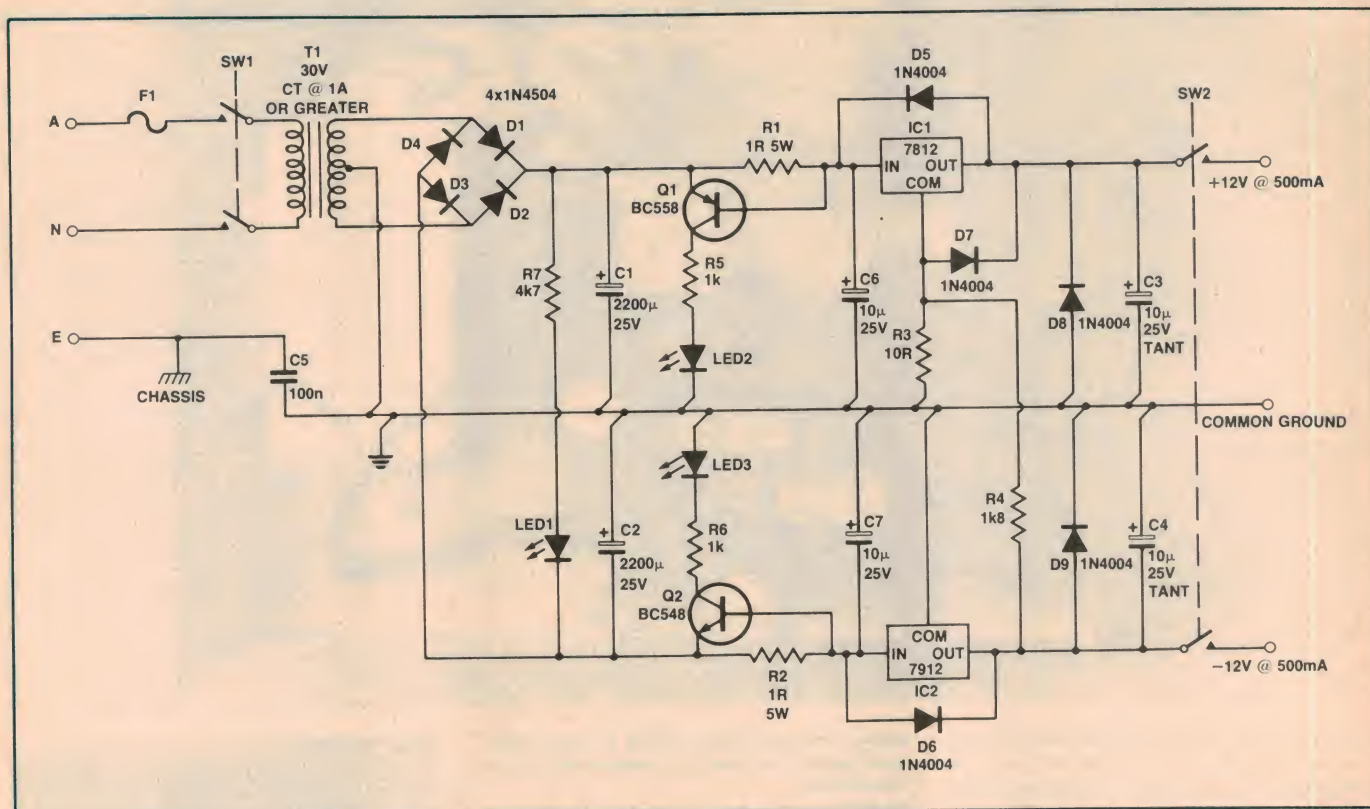 T1
30V
CT @ 1A
OR GREATER
SW1
F1
A
N
E
CHASSIS
C5
100n
4x1N4504
D4
D1
D3
D2
R7
4k7
LED1
+
C1
2200µ
25V
+
C2
2200µ
25V
Q1
BC558
R5
1k
LED2
LED3
R6
1k
Q2
BC548
R1
1R 5W
R2
1R
5W
+
C6
10µ
25V
+
C7
10µ
25V
D5
1N4004
IC1
7812
IN
OUT
COM
D7
1N4004
R3
10R
R4
1k8
COM
IN
OUT
7912
IC2
D6
1N4004
D8
1N4004
D9
1N4004
+
C3
10µ
25V
TANT
+
C4
10µ
25V
TANT
SW2
+12V @ 500mA
COMMON GROUND
−12V @ 500mA